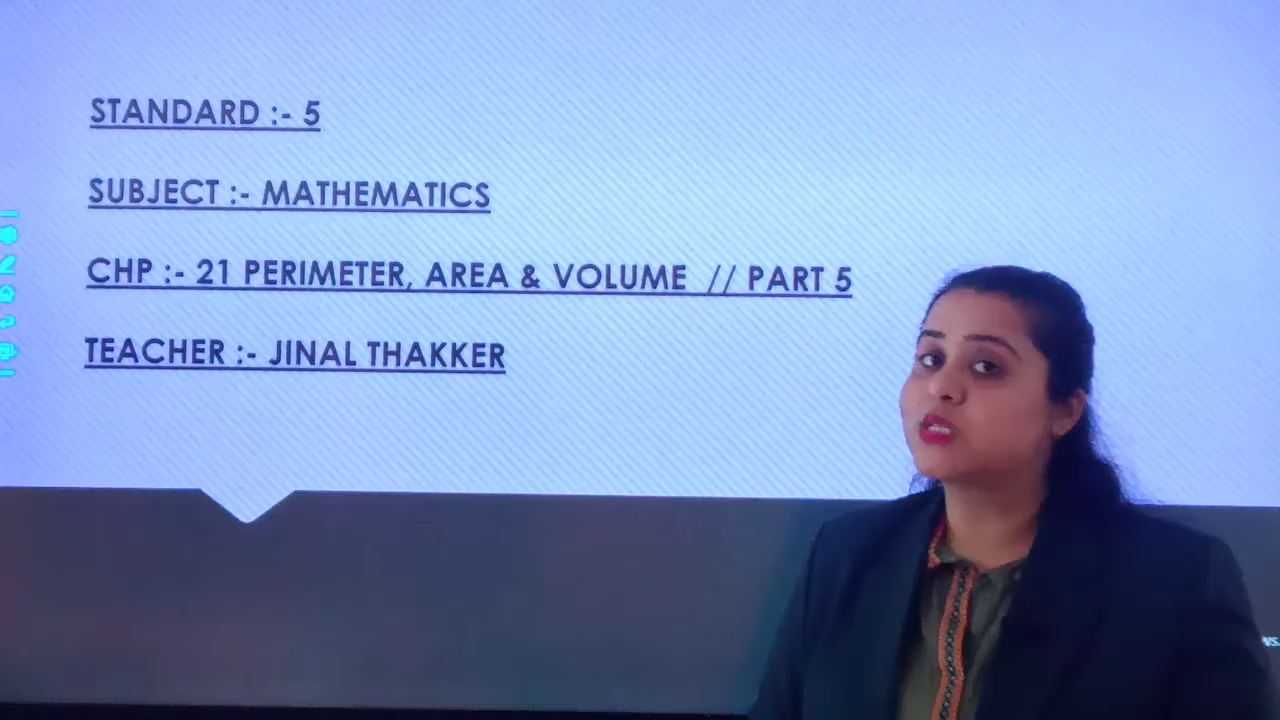 STANDARD :- 5
SUBJECT :- MATHEMATICS
CHP :- 21 PERIMETER, AREA & VOLUME // PART 5
TEACHER :- JINAL THAKKER